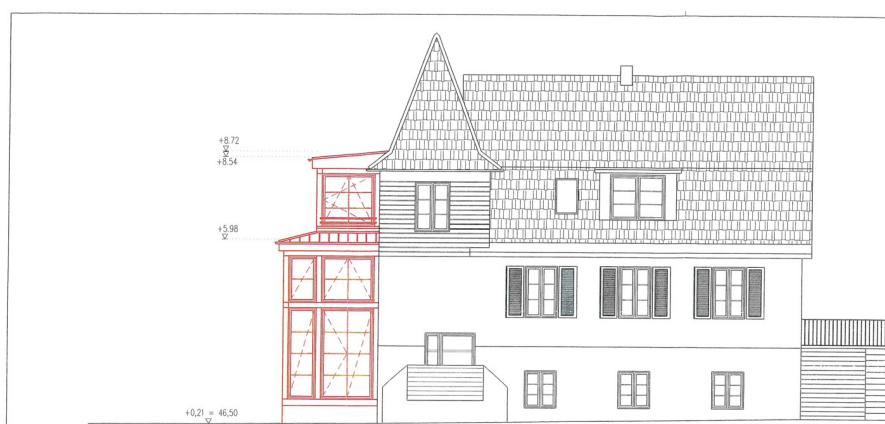 +8.72
+8.54
+5.98
+0,21 = 46,50